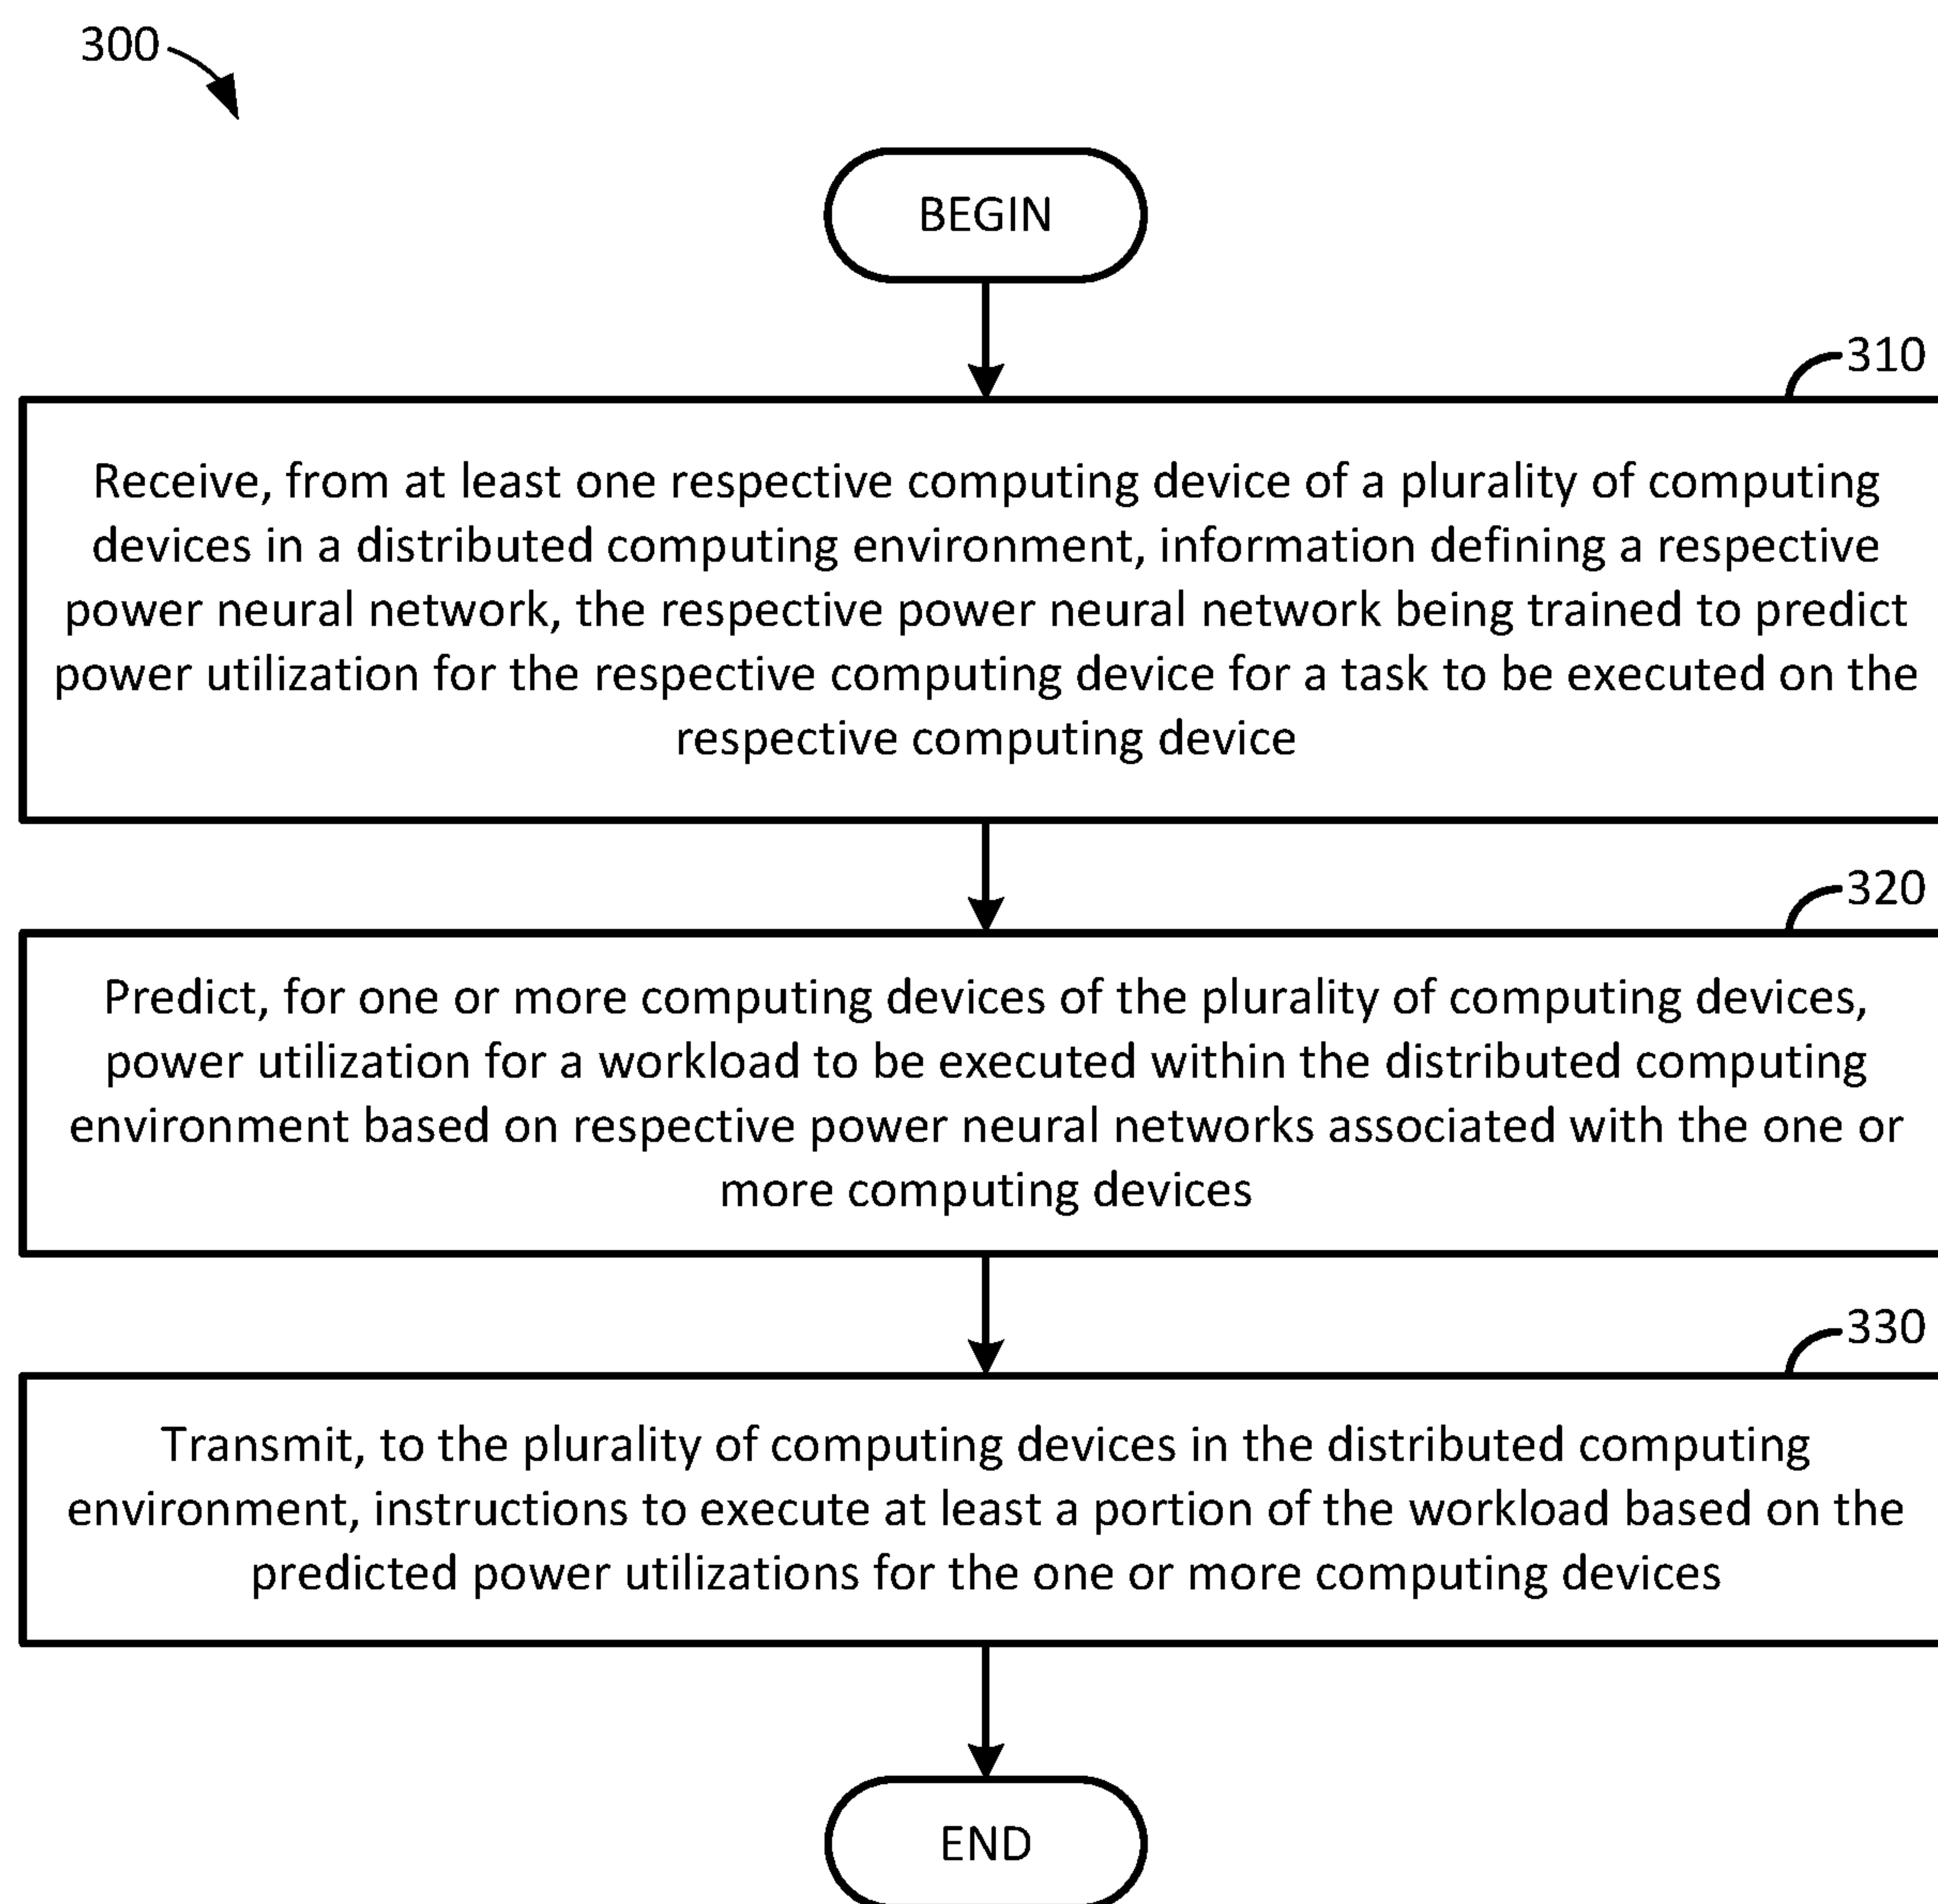 300
BEGIN
310
Receive, from at least one respective computing device of a plurality of computing
devices in a distributed computing environment, information defining a respective
power neural network, the respective power neural network being trained to predict
power utilization for the respective computing device for a task to be executed on the
respective computing device
320
Predict, for one or more computing devices of the plurality of computing devices,
power utilization for a workload to be executed within the distributed computing
environment based on respective power neural networks associated with the one or
more computing devices
330
Transmit, to the plurality of computing devices in the distributed computing
environment, instructions to execute at least a portion of the workload based on the
predicted power utilizations for the one or more computing devices
END